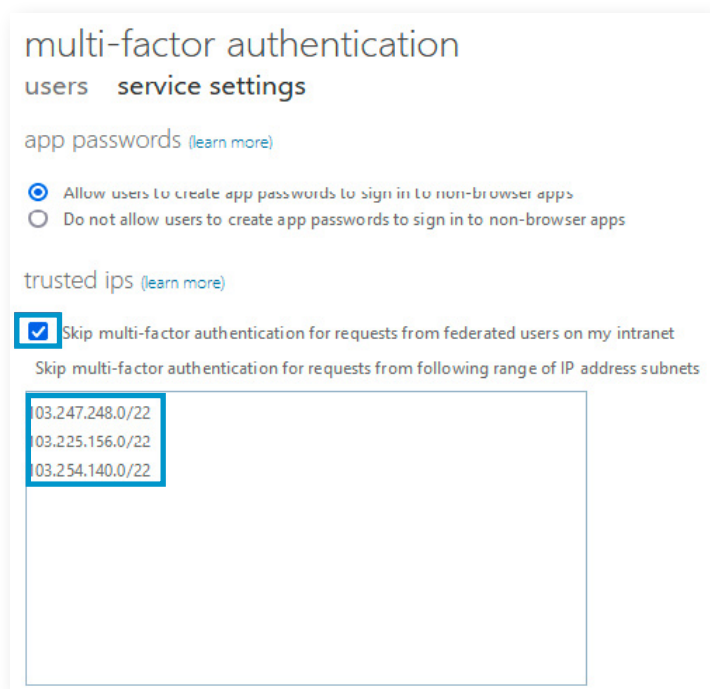 multi-factor authentication
users service settings
app passwords (learn more)
Allow users to create app passwords to sign in to non-browser apps
Do not allow users to create app passwords to sign in to non-browser apps
trusted ips (learn more)
Skip multi-factor authentication for requests from federated users on my intranet
Skip multi-factor authentication for requests from following range of IP address subnets
103.247.248.0/22
103.225.156.0/22
103.254.140.0/22